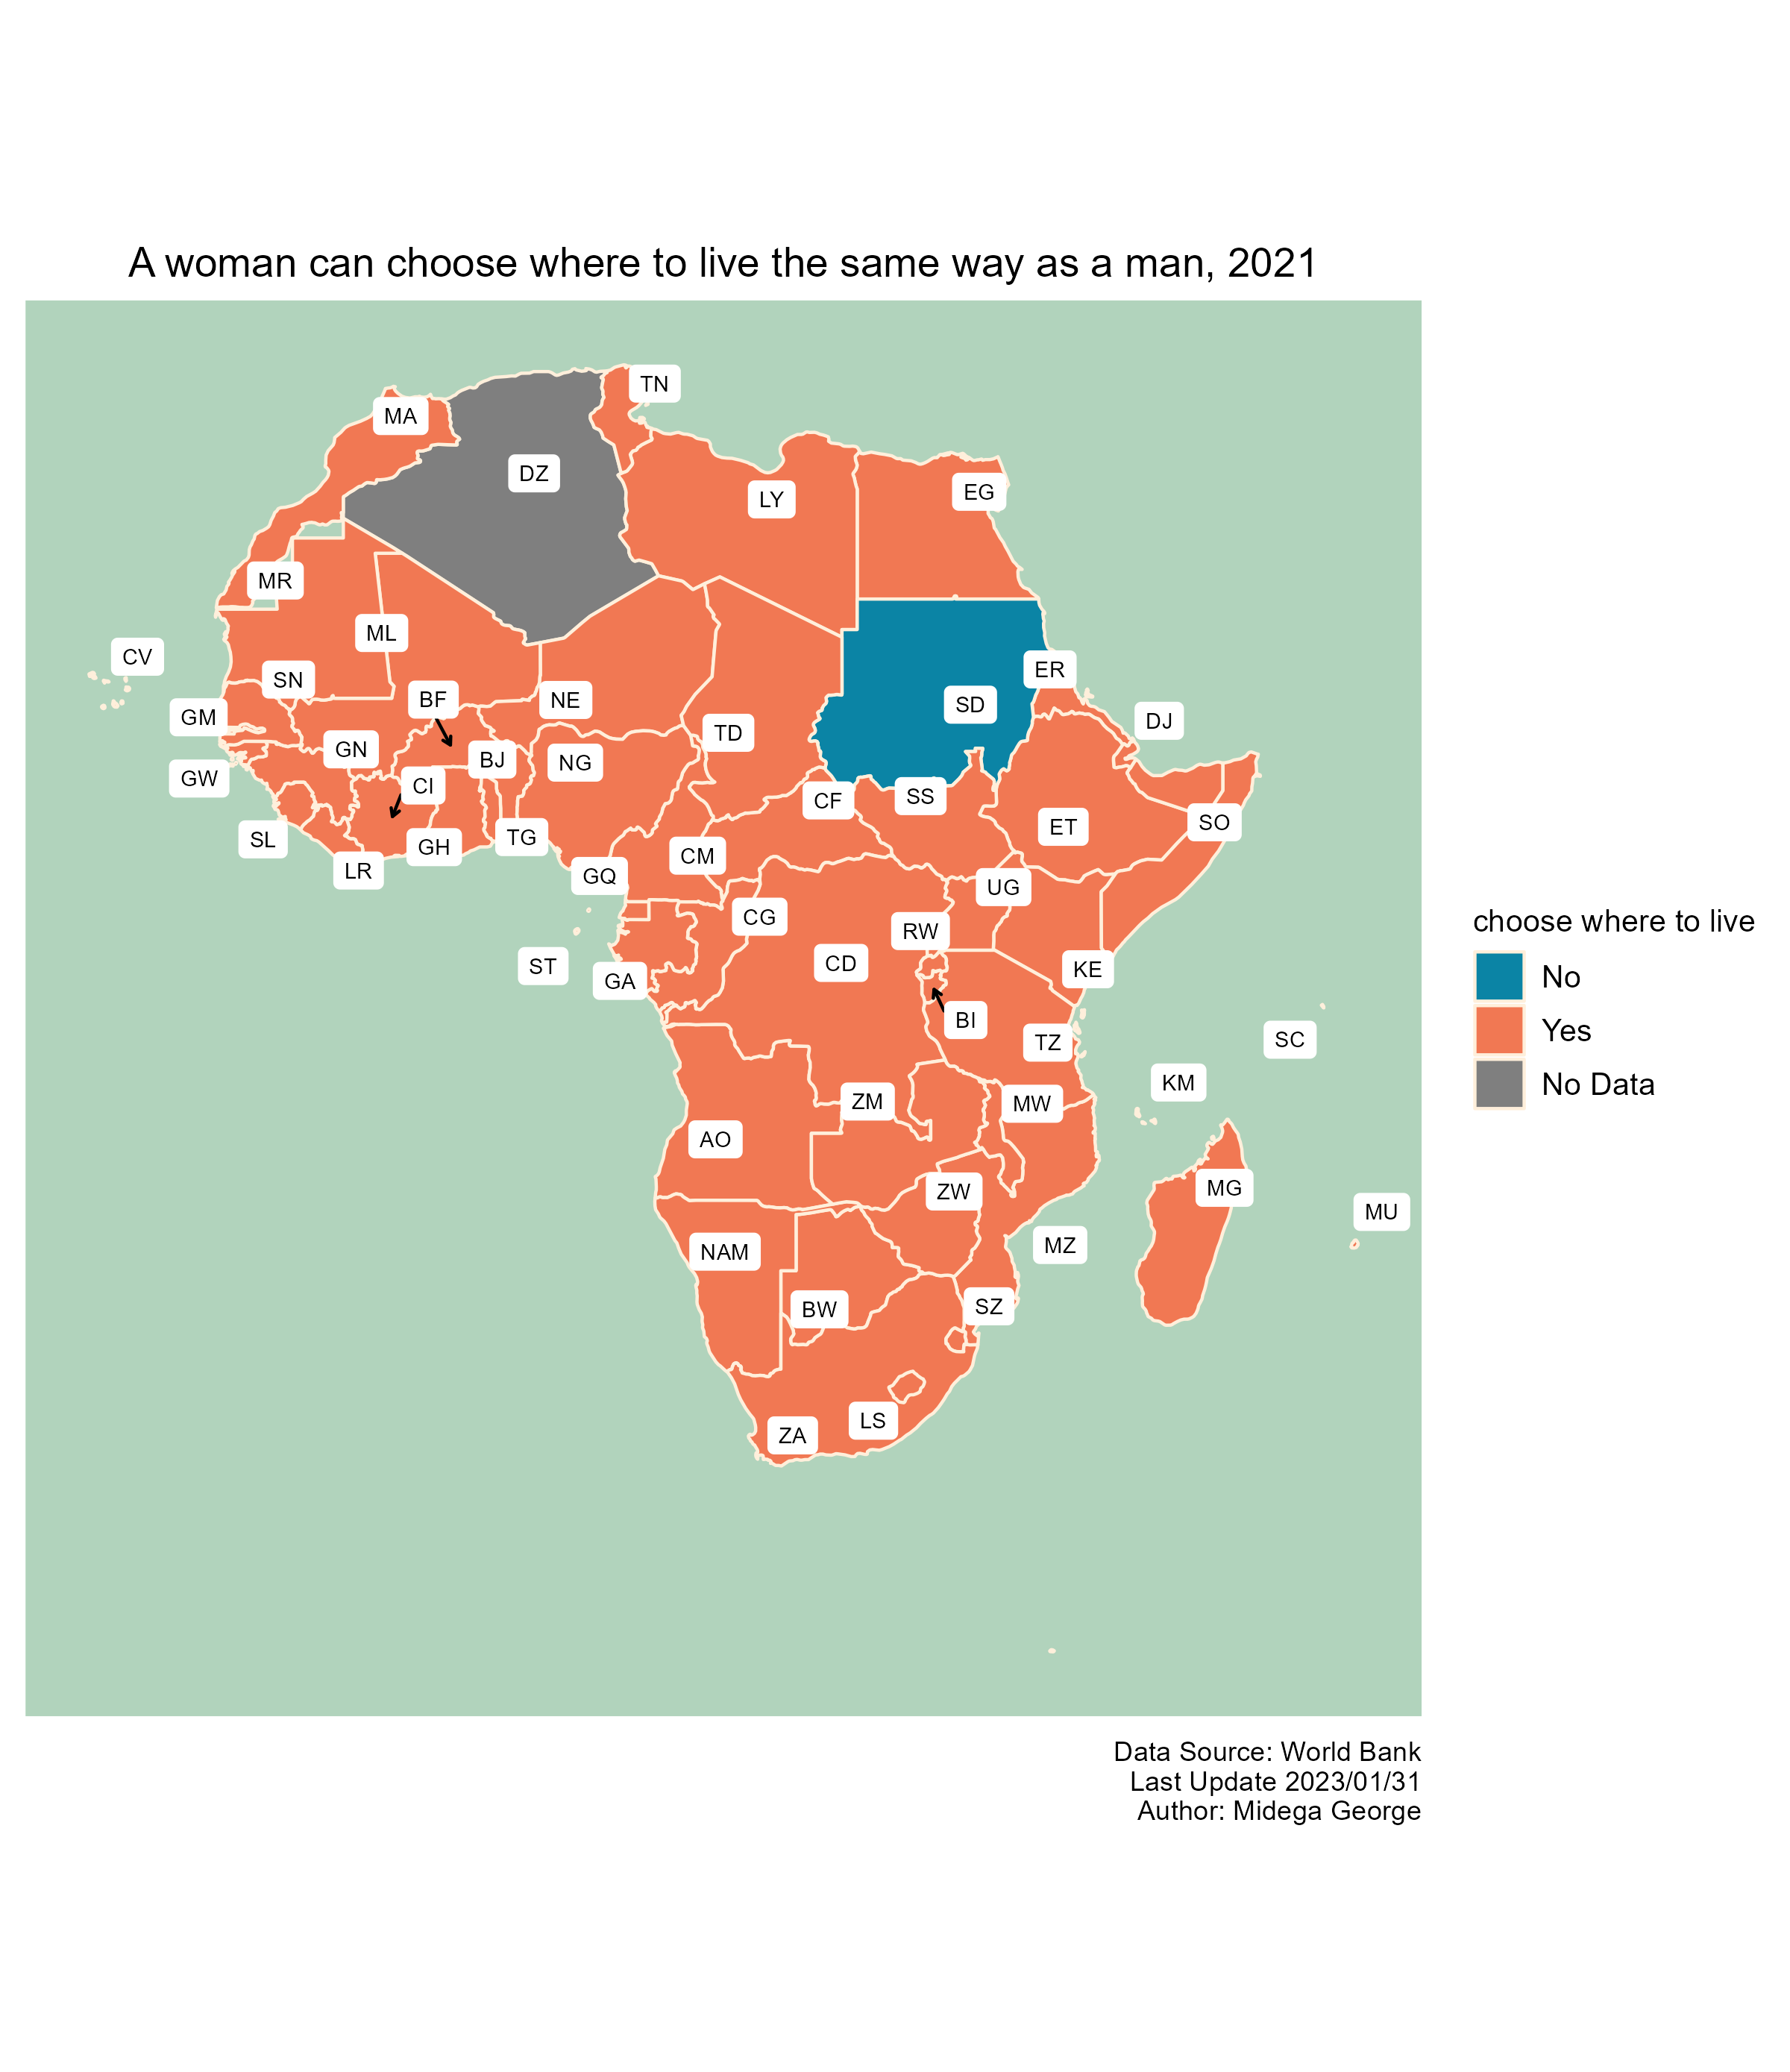 A woman can choose where to live the same way as a man, 2021
TN
MA
DZ
LY
EG
MR
ML
CV
SN
BF
NE
ER
SD
GM
DJ
TD
GN
BJ
NG
GW
CI
CF
SS
SO
ET
SL
GH
TG
LR
CM
GQ
UG
CG
RW
choose where to live
CD
KE
ST
GA
No
BI
Yes
TZ
SC
KM
No Data
ZM
MW
AO
MG
ZW
MU
MZ
NAM
BW
SZ
LS
ZA
Data Source: World Bank
Last Update 2023/01/31
Author: Midega George